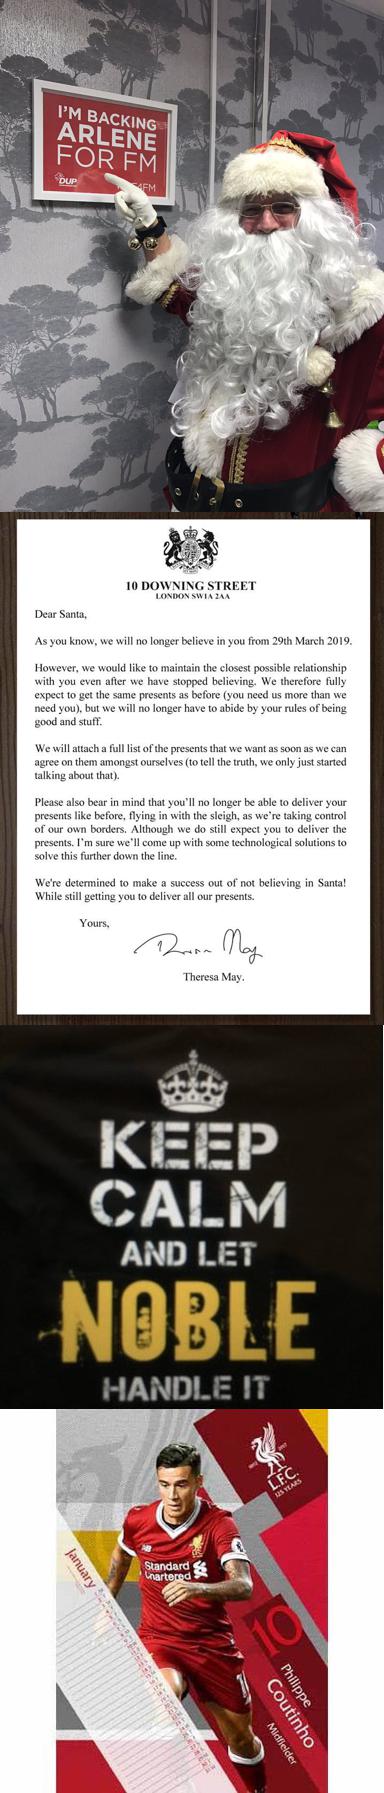 I'M BACKING
ARLENE
FOR FM
DUP
4FM
10 DOWNING STREET
LONDON SW1A 2AA
Dear Santa,
As you know, we will no longer believe in you from 29th March 2019.
However, we would like to maintain the closest possible relationship
with you even after we have stopped believing. We therefore fully
expect to get the same presents as before (you need us more than we
need you), but we will no longer have to abide by your rules of being
good and stuff.
We will attach a full list of the presents that we want as soon as we can
agree on them amongst ourselves (to tell the truth, we only just started
talking about that).
Please also bear in mind that you'll no longer be able to deliver your
presents like before, flying in with the sleigh, as we're taking control
of our own borders. Although we do still expect you to deliver the
presents. I'm sure we'll come up with some technological solutions to
solve this further down the line.
We're determined to make a success out of not believing in Santa!
While still getting you to deliver all our presents.
Yours,
Theresa May
Theresa May.
KEEP
CALM
AND LET
NOBLE
HANDLE IT
L.F.C.
125 YEARS
January
Standard
Chartered
10
Philippe
Coutinho
Midfielder